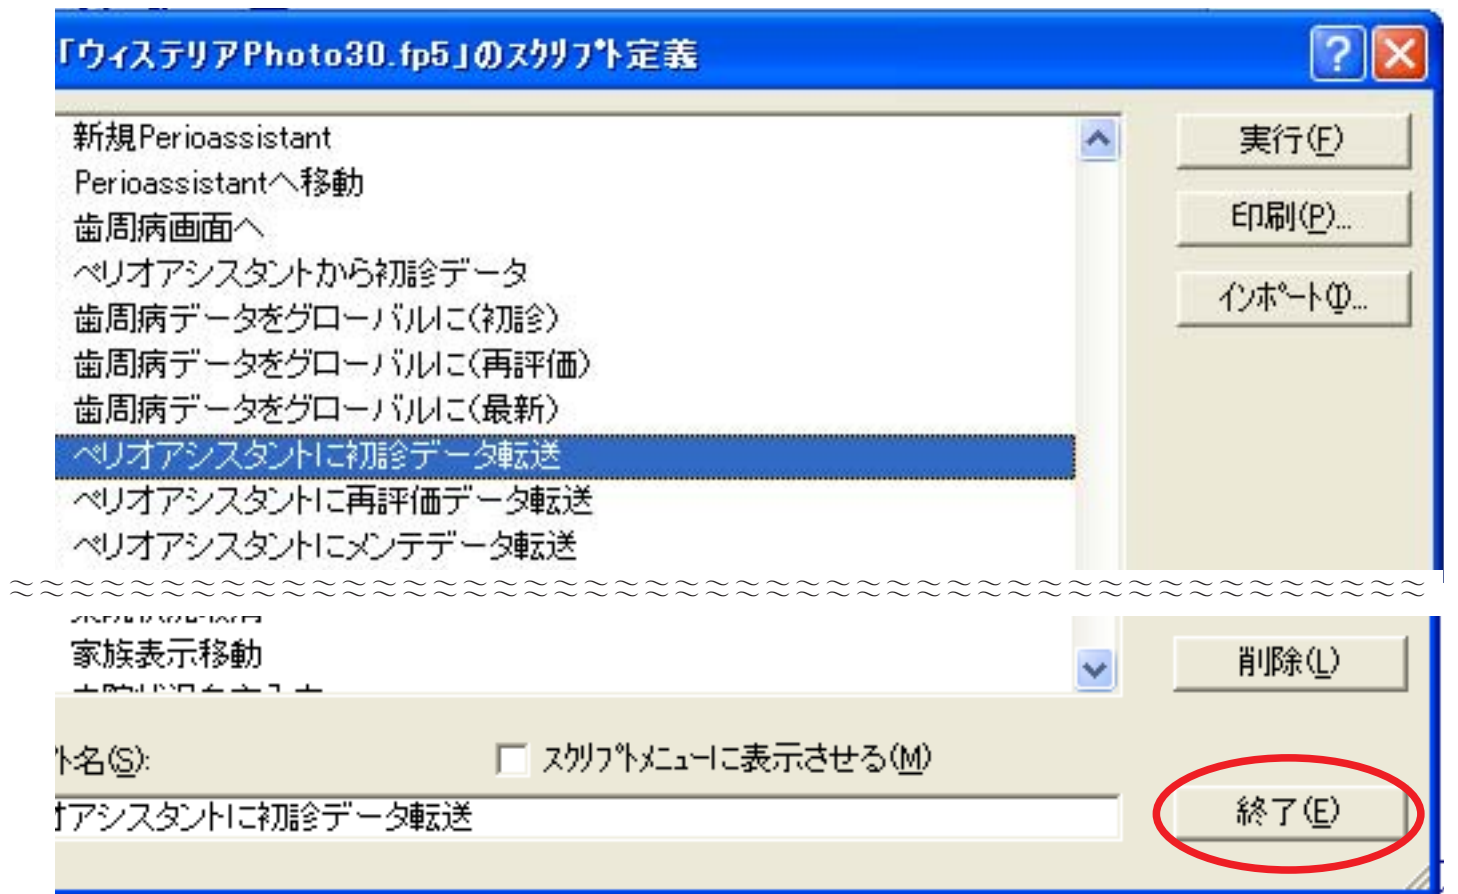 「ウィステリアPhoto30.fp5」のスクリプト定義
新規Perioassistant
Perioassistantへ移動
歯周病画面へ
ペリオアシスタントから初診データ
歯周病データをグローバルに(初診)
歯周病データをグローバルに(再評価)
歯周病データをグローバルに(最新)
ペリオアシスタントに初診データ転送
ペリオアシスタントに再評価データ転送
ペリオアシスタントにメンテデータ転送
実行(F)
印刷(P)...
インポート(I)...
家族表示移動
削除(L)
ト名(S):
スクリプトメニューに表示させる(M)
オアシスタントに初診データ転送
終了(E)